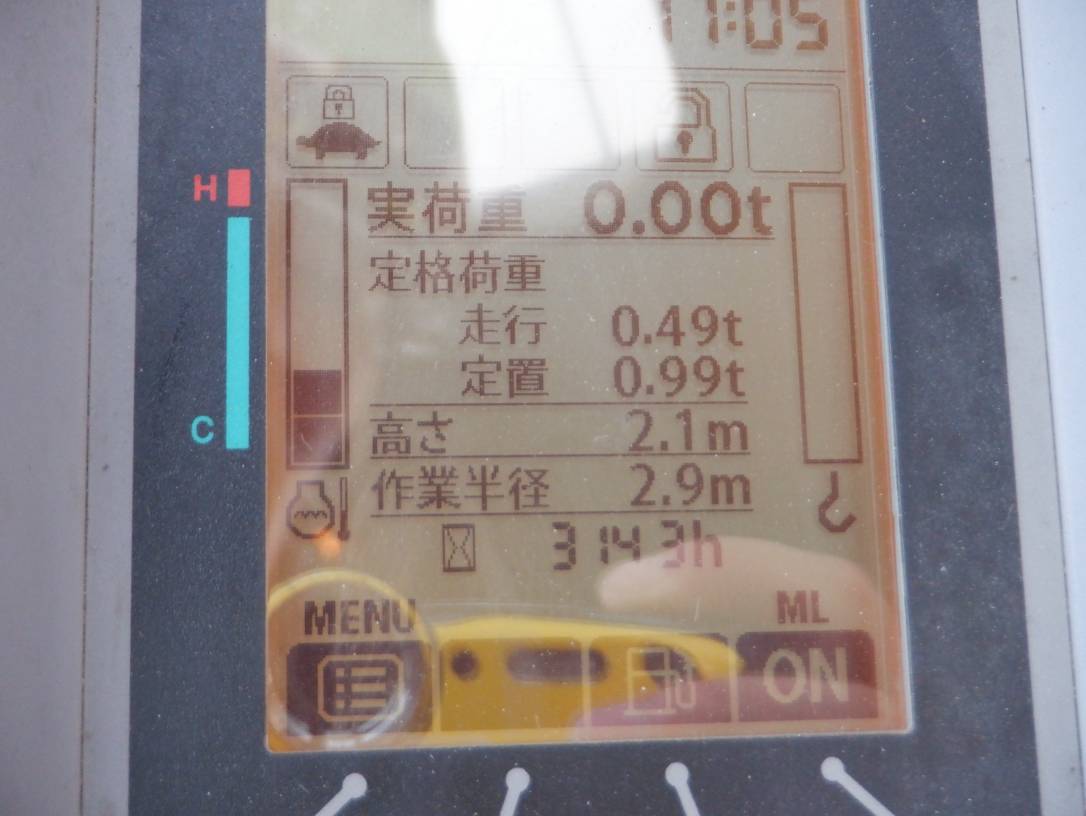 11:05
H
実荷重 0.00t
定格荷重
走行 0.49t
定置 0.99t
C
高さ 2.1m
作業半径 2.9m
3143h
MENU ML
ON